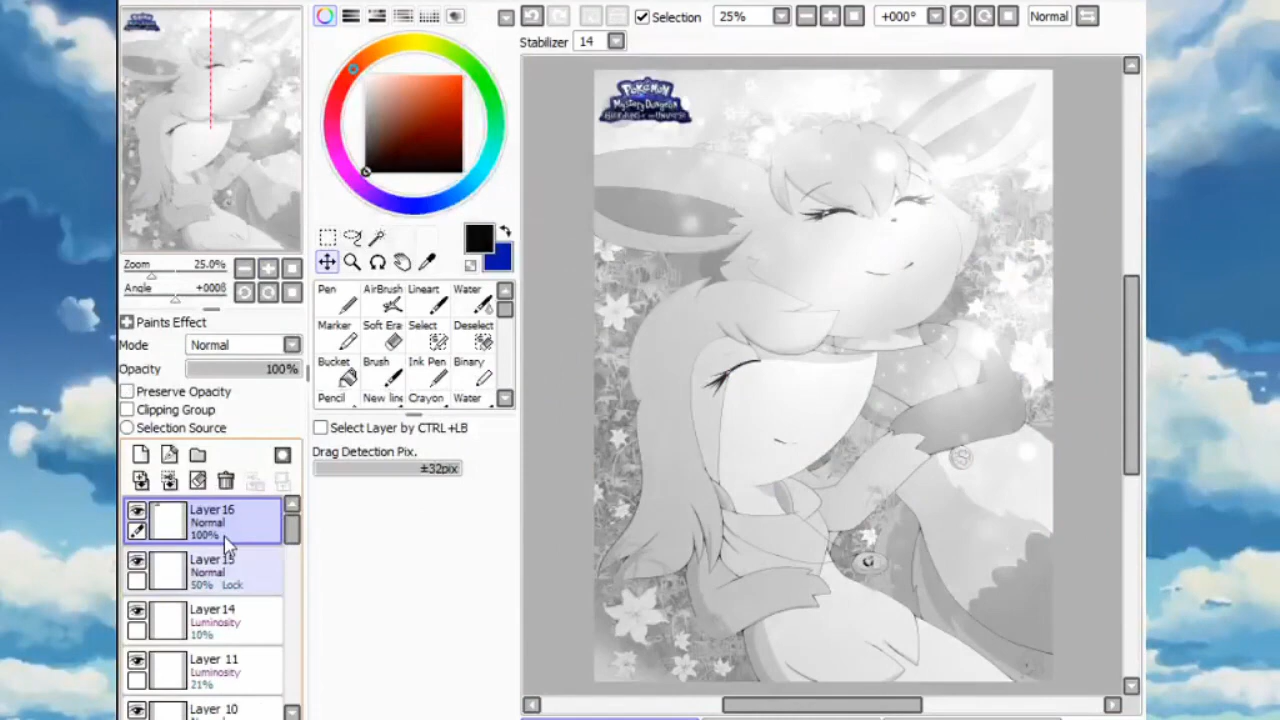 Selection
25%
+000°
Normal
Stabilizer 14
POKÉMON
Mystery Dungeon
Zoom 25.0%
Angle +000ß
Paints Effect
Mode Normal
Opacity 100%
Preserve Opacity
Clipping Group
Selection Source
Layer 16
Normal
100%
Layer 15
Normal
50% Lock
Layer 14
Luminosity
10%
Layer 11
Luminosity
21%
Layer 10
Pen AirBrush Lineart Water
Marker Soft Era Select Deselect
Bucket Brush Ink Pen Binary
Pencil New line Crayon Water
Select Layer by CTRL+LB
Drag Detection Pix.
±32pix